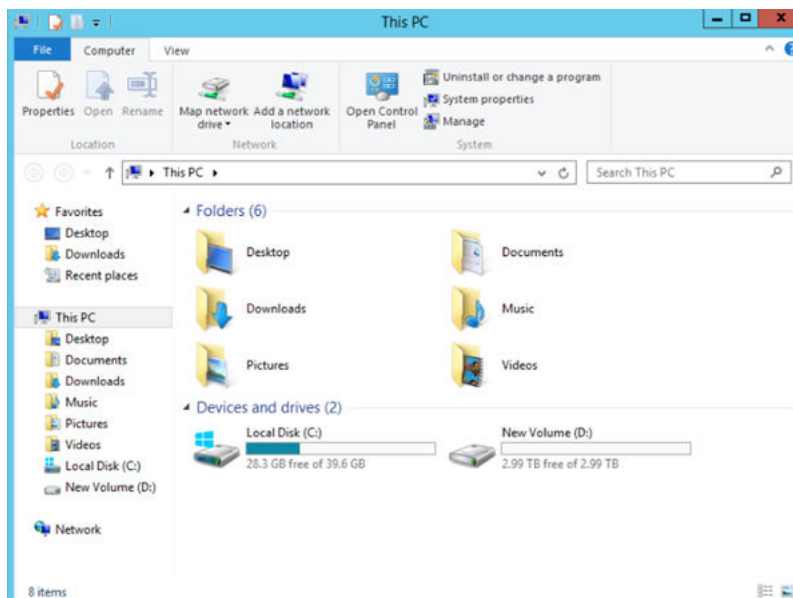 This PC
File Computer View
Properties Open Rename Map network drive Add a network location Open Control Panel Uninstall or change a program
System properties
Manage
Location Network System
This PC Search This PC
Favorites
Desktop
Downloads
Recent places
This PC
Desktop
Documents
Downloads
Music
Pictures
Videos
Local Disk (C:)
New Volume (D:)
Network
Folders (6)
Desktop Documents
Downloads Music
Pictures Videos
Devices and drives (2)
Local Disk (C:) New Volume (D:)
28.3 GB free of 39.6 GB 2.99 TB free of 2.99 TB
8 items